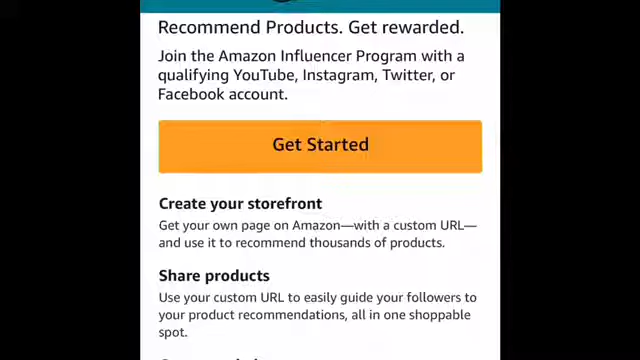 Recommend Products. Get rewarded.
Join the Amazon Influencer Program with a
qualifying YouTube, Instagram, Twitter, or
Facebook account.
Get Started
Create your storefront
Get your own page on Amazon—with a custom URL—
and use it to recommend thousands of products.
Share products
Use your custom URL to easily guide your followers to
your product recommendations, all in one shoppable
spot.